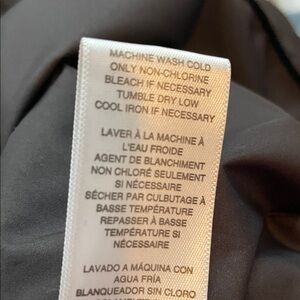 MACHINE WASH COLD
ONLY NON-CHLORINE
BLEACH IF NECESSARY
TUMBLE DRY LOW
COOL IRON IF NECESSARY
LAVER À LA MACHINE À
L'EAU FROIDE
AGENT DE BLANCHIMENT
NON CHLORÉ SEULEMENT
SI NÉCESSAIRE
SÉCHER PAR CULBUTAGE À
BASSE TEMPÉRATURE
REPASSER À BASSE
TEMPÉRATURE SI
NÉCESSAIRE
LAVADO A MÁQUINA CON
AGUA FRÍA
BLANQUEADOR SIN CLORO